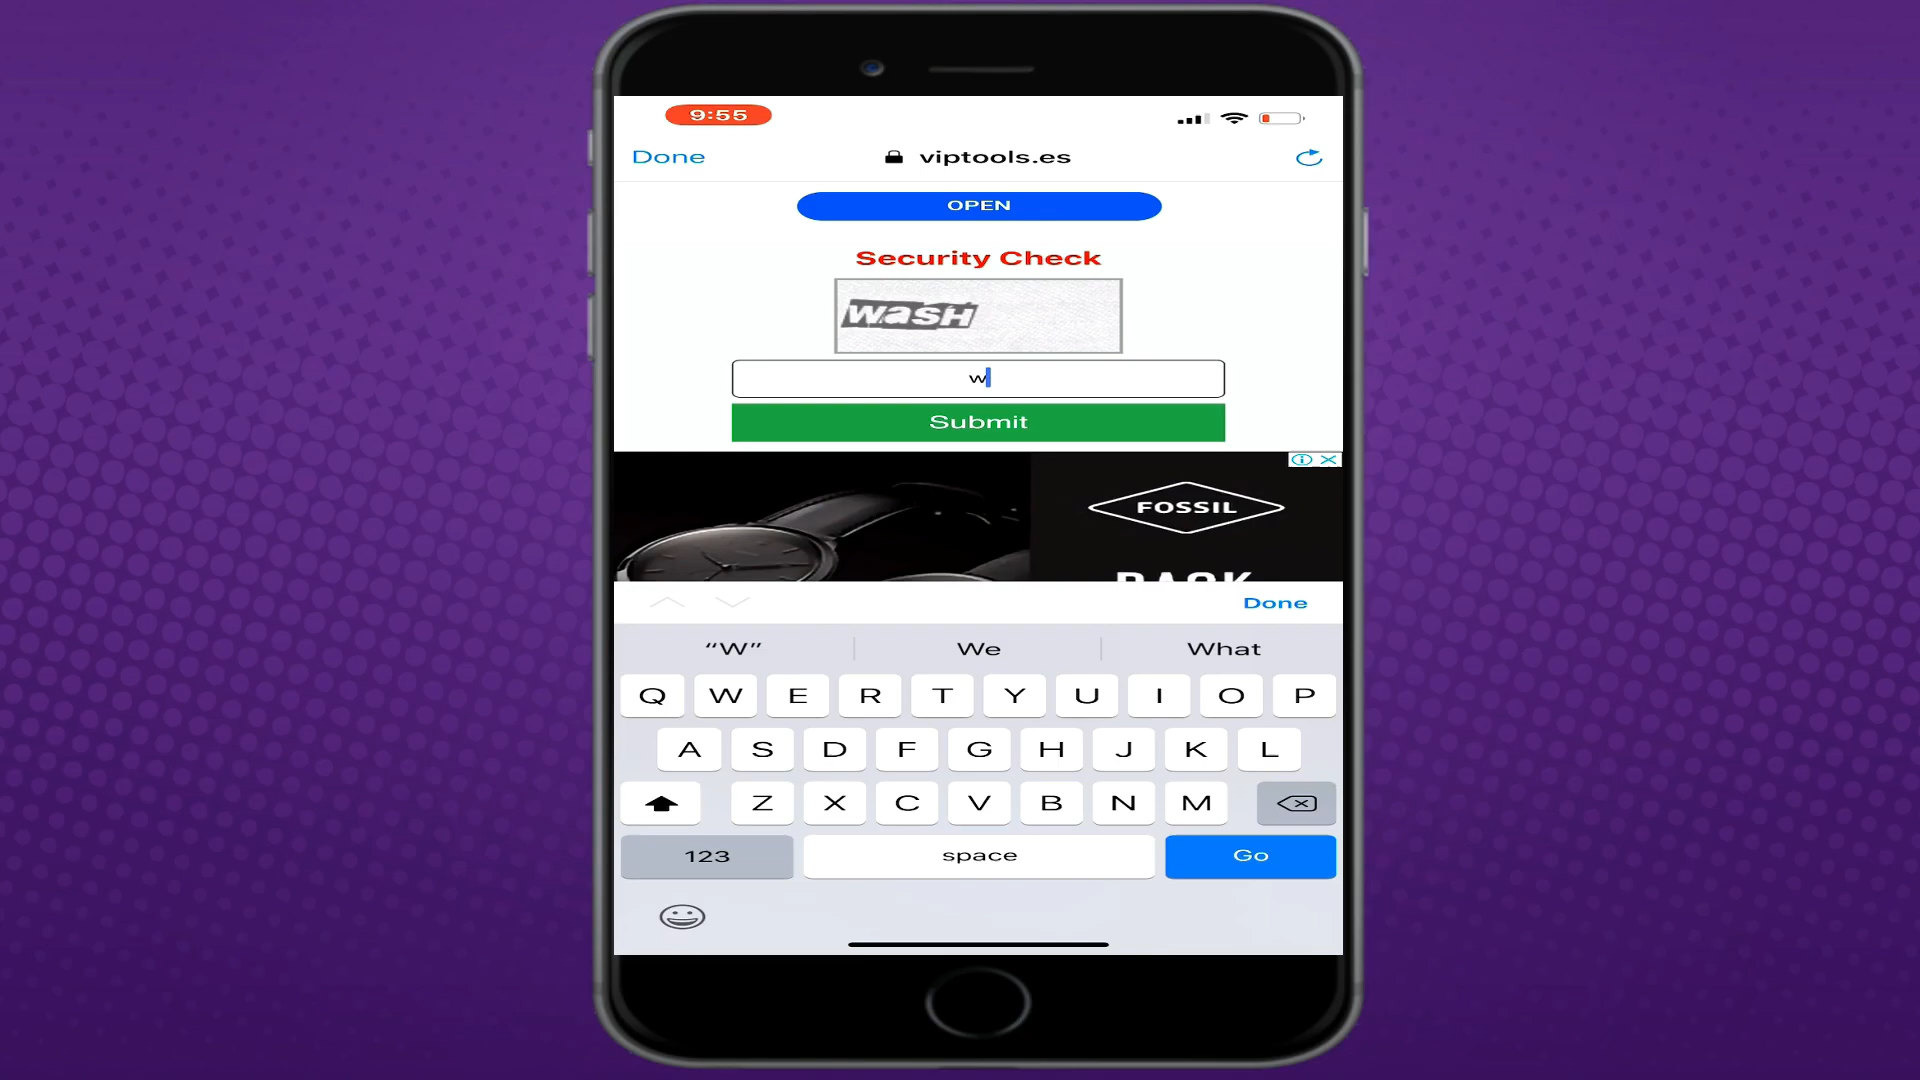 9:55
Done viptools.es
OPEN
Security Check
wasH
w
Submit
FOSSIL
Done
“W” We What
Q W E R T Y U I O P
A S D F G H J K L
Z X C V B N M
123 space Go